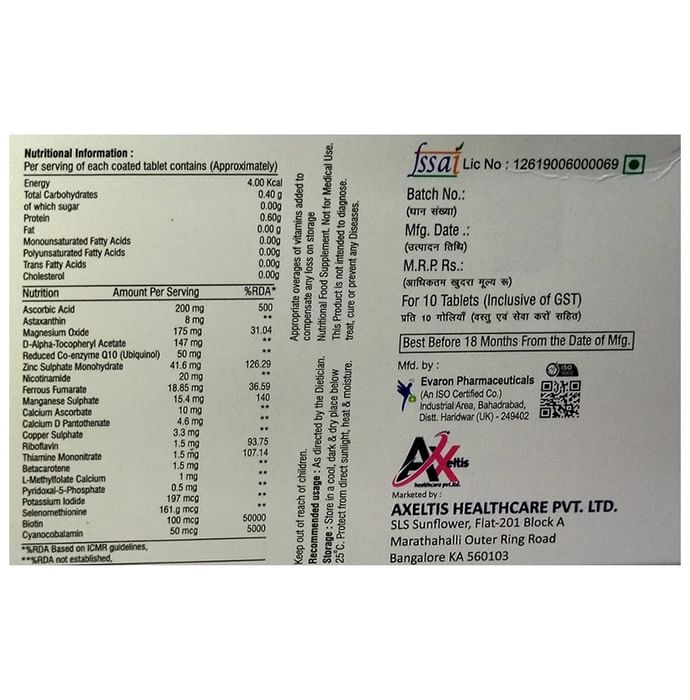 Nutritional Information :
Per serving of each coated tablet contains (Approximately)
Energy 4.00 Kcal
Total Carbohydrates 0.40 g
of which sugar 0.00g
Protein 0.60g
Fat 0.00 g
Monounsaturated Fatty Acids 0.00g
Polyunsaturated Fatty Acids 0.00g
Trans Fatty Acids 0.00g
Cholesterol 0.00g
Nutrition Amount Per Serving %RDA*
Ascorbic Acid 200 mg 500
Astaxanthin 8 mg **
Magnesium Oxide 175 mg 31.04
D-Alpha-Tocopheryl Acetate 147 mg **
Reduced Co-enzyme Q10 (Ubiquinol) 50 mg **
Zinc Sulphate Monohydrate 41.6 mg 126.29
Nicotinamide 20 mg **
Ferrous Fumarate 18.85 mg 36.59
Manganese Sulphate 15.4 mg 140
Calcium Ascorbate 10 mg **
Calcium D Pantothenate 4.6 mg **
Copper Sulphate 3.3 mg **
Riboflavin 1.5 mg 93.75
Thiamine Mononitrate 1.5 mg 107.14
Betacarotene 1.5 mg **
L-Methylfolate Calcium 1 mg **
Pyridoxal-5-Phosphate 0.5 mg **
Potassium Iodide 197 mcg **
Selenomethionine 161.g mcg **
Biotin 100 mcg 50000
Cyanocobalamin 50 mcg 5000
*%RDA Based on ICMR guidelines,
**%RDA not established.
Appropriate overages of vitamins added to
compensate any loss on storage
Nutritional Food Supplement. Not for Medical Use.
This Product is not intended to diagnose,
treat, cure or prevent any Diseases.
Keep out of reach of children.
Recommended usage : As directed by the Dietician.
Storage : Store in a cool, dark & dry place below
25°C. Protect from direct sunlight, heat & moisture.
fssai Lic No : 12619006000069
Batch No.:
(घान संख्या)
Mfg. Date .:
(उत्पादन तिथि)
M.R.P. Rs.:
(आधिकतम खुदरा मूल्य रू)
For 10 Tablets (Inclusive of GST)
प्रति 10 गोलियाँ (वस्तु एवं सेवा करों सहित)
Best Before 18 Months From the Date of Mfg.
Mfd. by :
Evaron Pharmaceuticals
(An ISO Certified Co.)
Industrial Area, Bahadrabad,
Distt. Haridwar (UK) - 249402
ISO
Axeltis
healthcare pvt. ltd.
Marketed by :
AXELTIS HEALTHCARE PVT. LTD.
SLS Sunflower, Flat-201 Block A
Marathahalli Outer Ring Road
Bangalore KA 560103